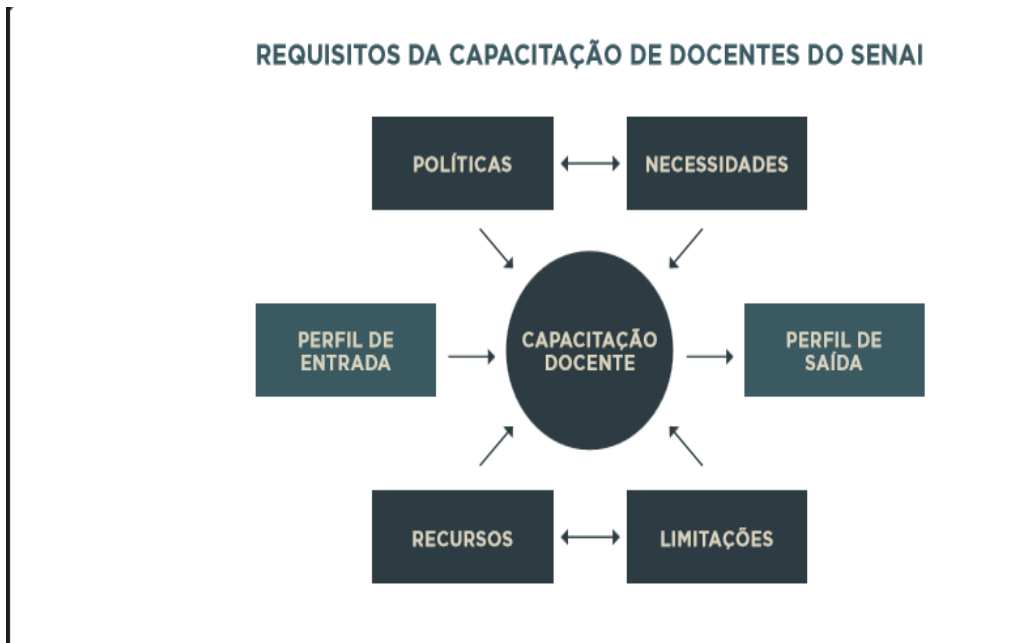 REQUISITOS DA CAPACITAÇÃO DE DOCENTES DO SENAI
POLÍTICAS
NECESSIDADES
PERFIL DE
ENTRADA
CAPACITAÇÃO
DOCENTE
PERFIL DE
SAÍDA
RECURSOS
LIMITAÇÕES